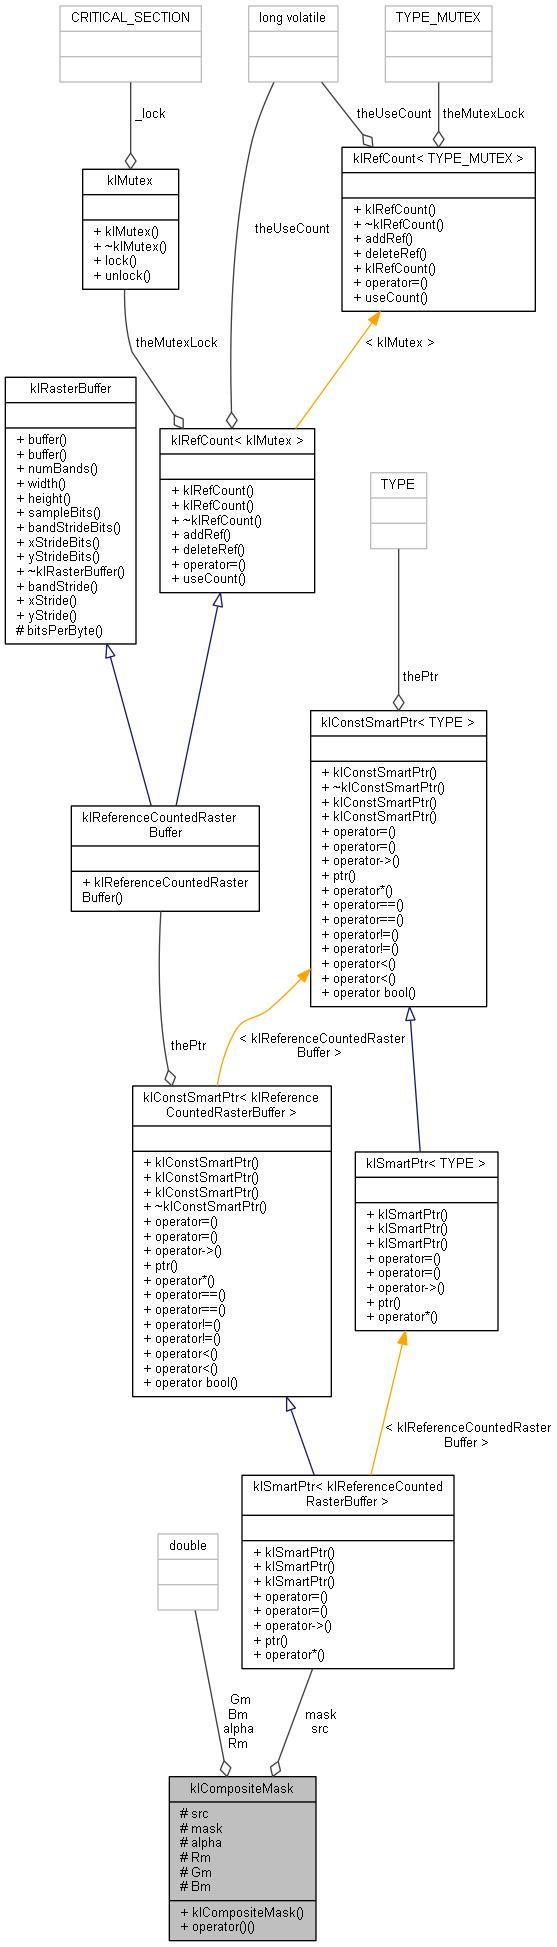 CRITICAL_SECTION
long volatile
TYPE_MUTEX
_lock
theUseCount
theMutexLock
klMutex
+ klMutex()
+ ~klMutex()
+ lock()
+ unlock()
klRefCount< TYPE_MUTEX >
+ klRefCount()
+ ~klRefCount()
+ addRef()
+ deleteRef()
+ klRefCount()
+ operator=()
+ useCount()
theUseCount
theMutexLock
< klMutex >
klRasterBuffer
+ buffer()
+ buffer()
+ numBands()
+ width()
+ height()
+ sampleBits()
+ bandStrideBits()
+ xStrideBits()
+ yStrideBits()
+ ~klRasterBuffer()
+ bandStride()
+ xStride()
+ yStride()
# bitsPerByte()
klRefCount< klMutex >
+ klRefCount()
+ klRefCount()
+ ~klRefCount()
+ addRef()
+ deleteRef()
+ operator=()
+ useCount()
TYPE
thePtr
klConstSmartPtr< TYPE >
+ klConstSmartPtr()
+ ~klConstSmartPtr()
+ klConstSmartPtr()
+ klConstSmartPtr()
+ operator=()
+ operator=()
+ operator->()
+ ptr()
+ operator*()
+ operator==()
+ operator==()
+ operator!=()
+ operator!=()
+ operator<()
+ operator<()
+ operator bool()
klReferenceCountedRaster
Buffer
+ klReferenceCountedRaster
Buffer()
thePtr
< klReferenceCountedRaster
Buffer >
klConstSmartPtr< klReference
CountedRasterBuffer >
+ klConstSmartPtr()
+ klConstSmartPtr()
+ klConstSmartPtr()
+ ~klConstSmartPtr()
+ operator=()
+ operator=()
+ operator->()
+ ptr()
+ operator*()
+ operator==()
+ operator==()
+ operator!=()
+ operator!=()
+ operator<()
+ operator<()
+ operator bool()
klSmartPtr< TYPE >
+ klSmartPtr()
+ klSmartPtr()
+ klSmartPtr()
+ operator=()
+ operator=()
+ operator->()
+ ptr()
+ operator*()
< klReferenceCountedRaster
Buffer >
klSmartPtr< klReferenceCounted
RasterBuffer >
+ klSmartPtr()
+ klSmartPtr()
+ klSmartPtr()
+ operator=()
+ operator=()
+ operator->()
+ ptr()
+ operator*()
double
Gm
Bm
alpha
Rm
mask
src
klCompositeMask
# src
# mask
# alpha
# Rm
# Gm
# Bm
+ klCompositeMask()
+ operator()()